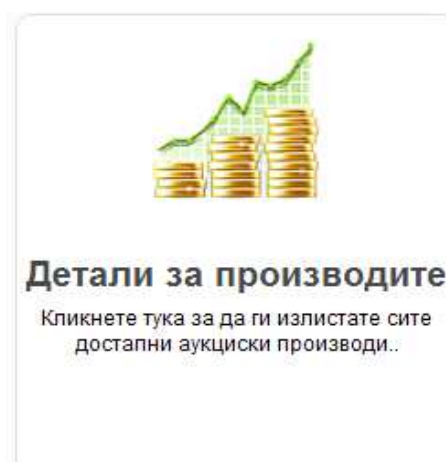 Детали за производите
Кликнете тука за да ги излистате сите
достапни аукциски производи..